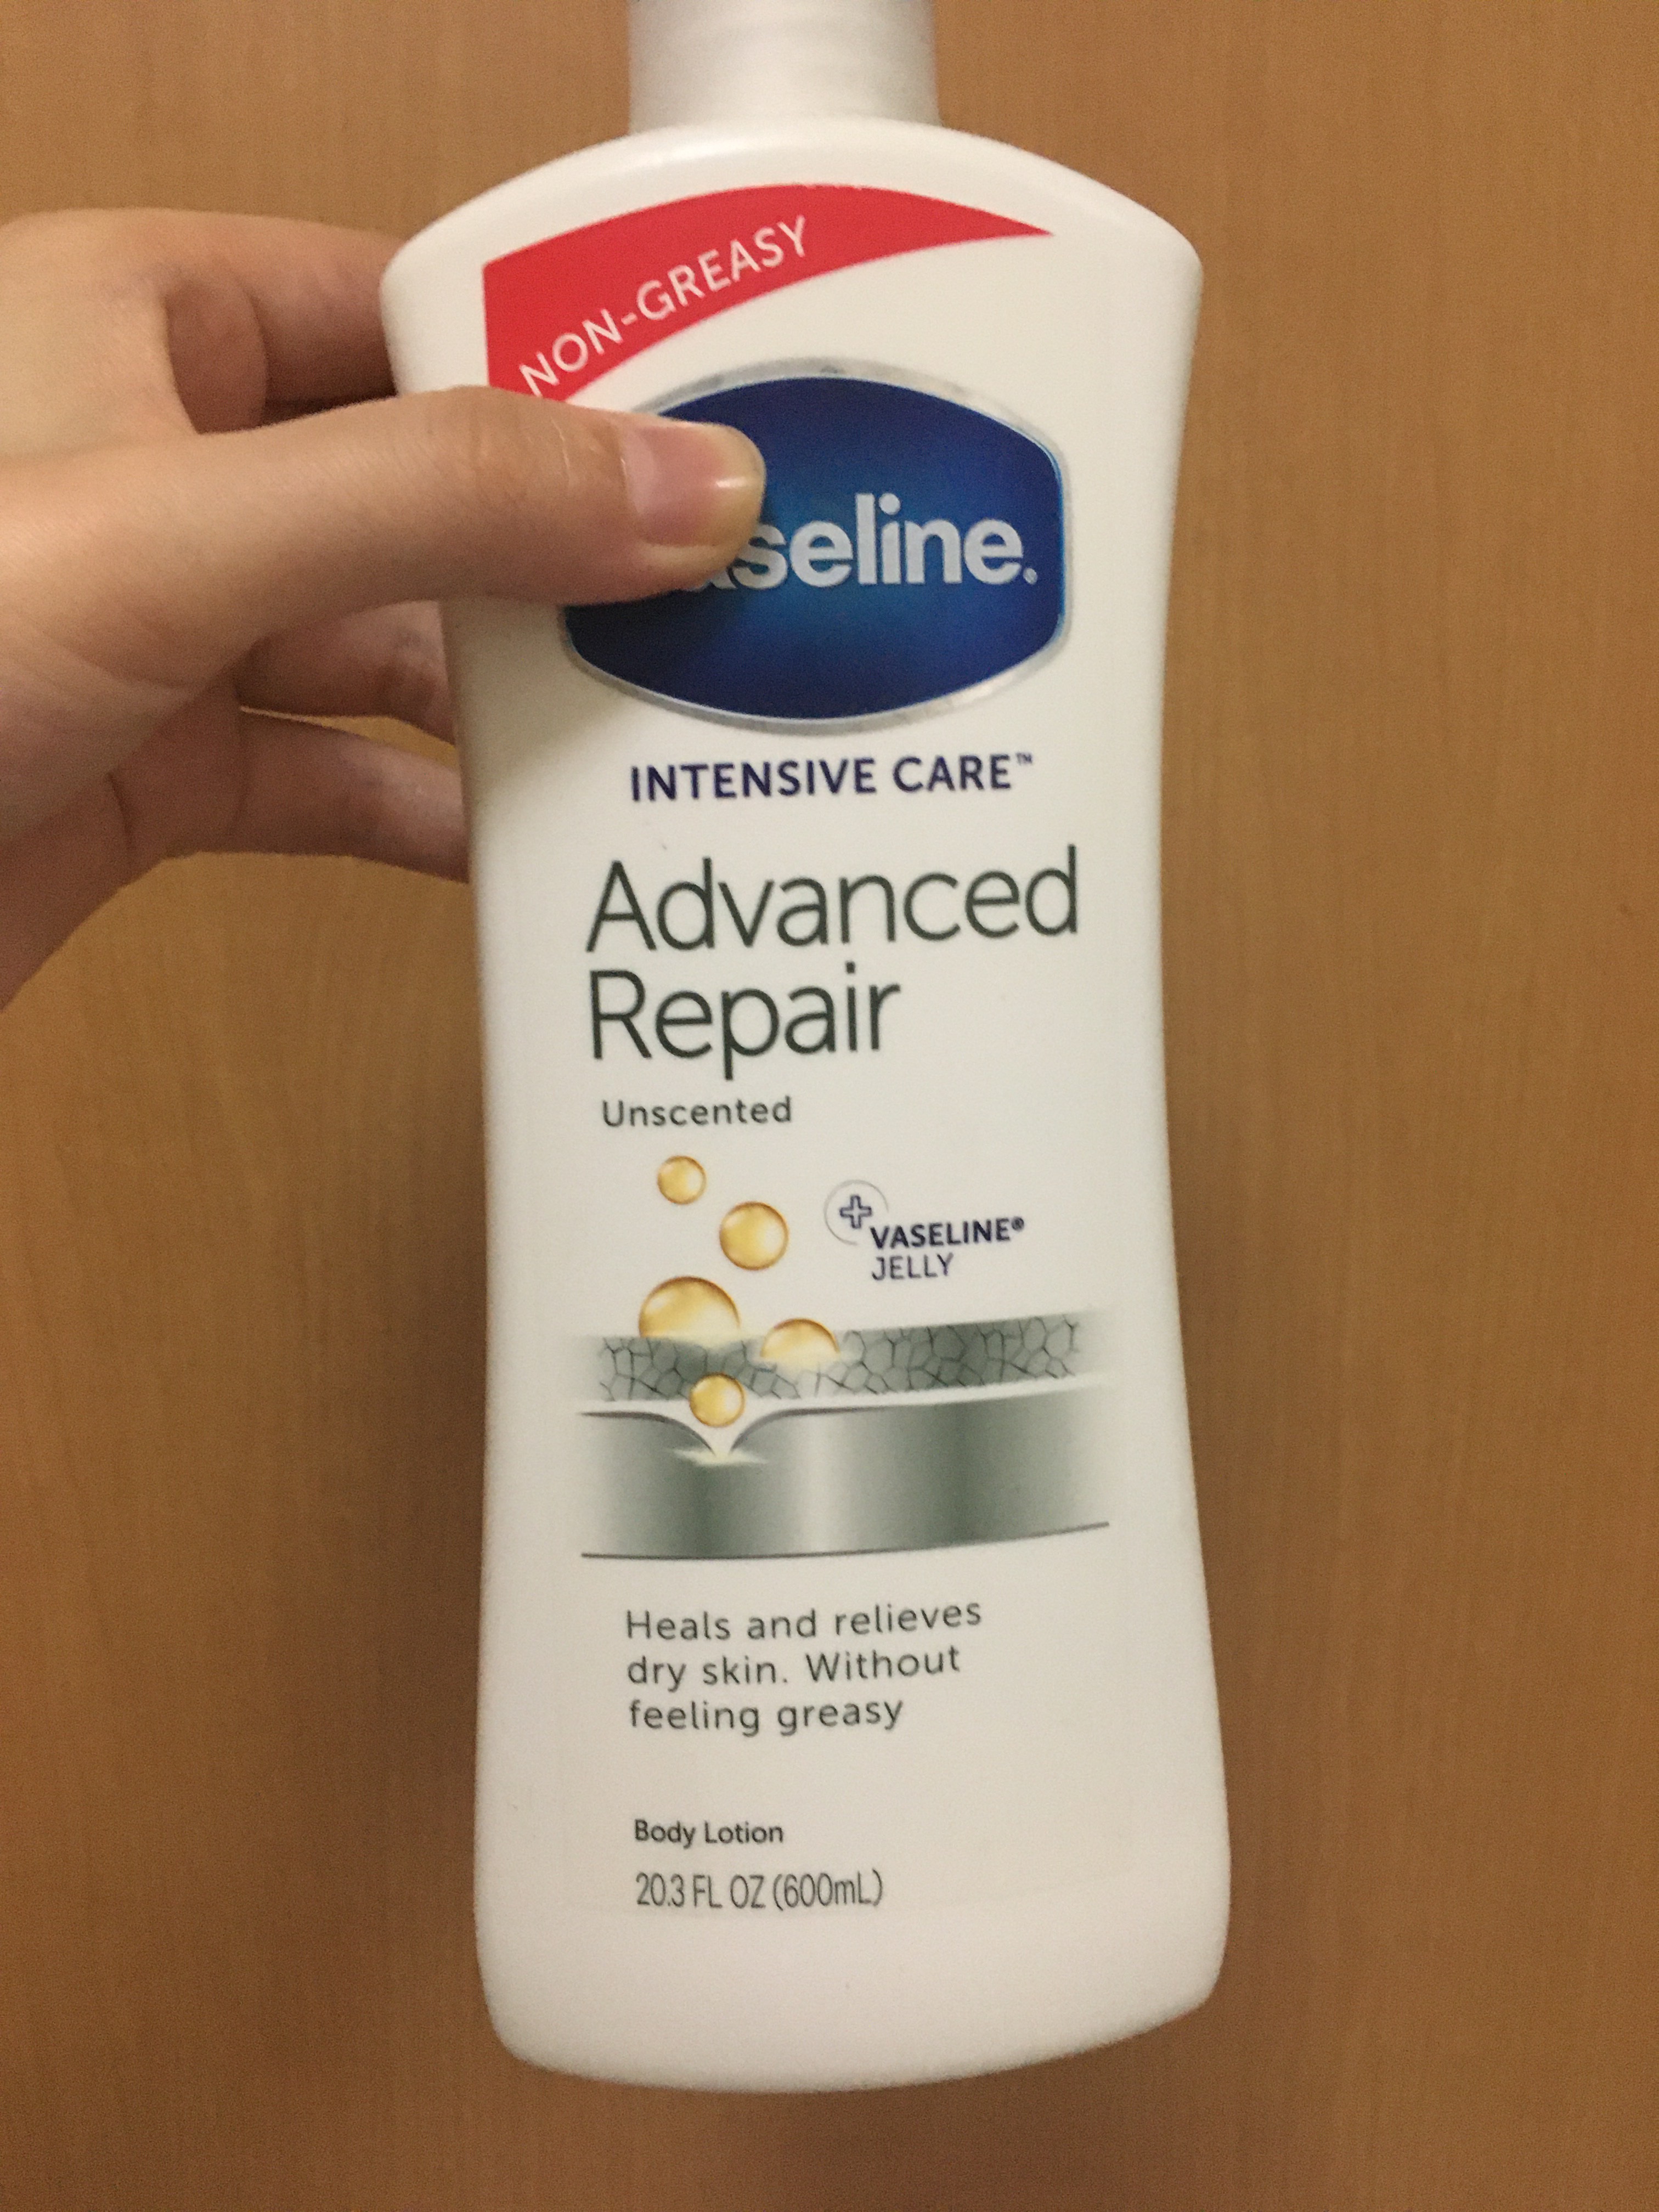 NON-GREASY
aseline.
INTENSIVE CARE™
Advanced
Repair
Unscented
VASELINE®
JELLY
Heals and relieves
dry skin. Without
feeling greasy
Body Lotion
20.3 FL OZ (600mL)